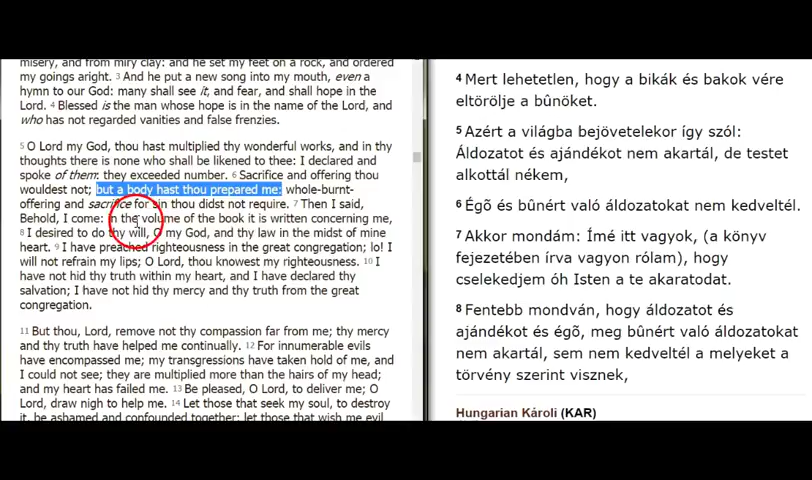 misery, and from miry clay: and he set my feet on a rock, and ordered
my goings aright. 3 And he put a new song into my mouth, even a
hymn to our God: many shall see it, and fear, and shall hope in the
Lord. 4 Blessed is the man whose hope is in the name of the Lord, and
who has not regarded vanities and false frenzies.
5 O Lord my God, thou hast multiplied thy wonderful works, and in thy
thoughts there is none who shall be likened to thee: I declared and
spoke of them: they exceeded number. 6 Sacrifice and offering thou
wouldest not; but a body hast thou prepared me: whole-burnt-
offering and sacrifice for sin thou didst not require. 7 Then I said,
Behold, I come: in the volume of the book it is written concerning me,
8 I desired to do thy will, O my God, and thy law in the midst of mine
heart. 9 I have preached righteousness in the great congregation; lo! I
will not refrain my lips; O Lord, thou knowest my righteousness. 10 I
have not hid thy truth within my heart, and I have declared thy
salvation; I have not hid thy mercy and thy truth from the great
congregation.
11 But thou, Lord, remove not thy compassion far from me; thy mercy
and thy truth have helped me continually. 12 For innumerable evils
have encompassed me; my transgressions have taken hold of me, and
I could not see; they are multiplied more than the hairs of my head;
and my heart has failed me. 13 Be pleased, O Lord, to deliver me; O
Lord, draw nigh to help me. 14 Let those that seek my soul, to destroy
it, be ashamed and confounded together; let those that wish me evil
4 Mert lehetetlen, hogy a bikák és bakok vére
eltörölje a bûnöket.
5 Azért a világba bejövetelekor így szól:
Áldozatot és ajándékot nem akartál, de testet
alkottál nékem,
6 Égõ és bûnért való áldozatokat nem kedveltél.
7 Akkor mondám: Ímé itt vagyok, (a könyv
fejezetében írva vagyon rólam), hogy
cselekedjem óh Isten a te akaratodat.
8 Fentebb mondván, hogy áldozatot és
ajándékot és égõ, meg bûnért való áldozatokat
nem akartál, sem nem kedveltél a melyeket a
törvény szerint visznek,
Hungarian Károli (KAR)